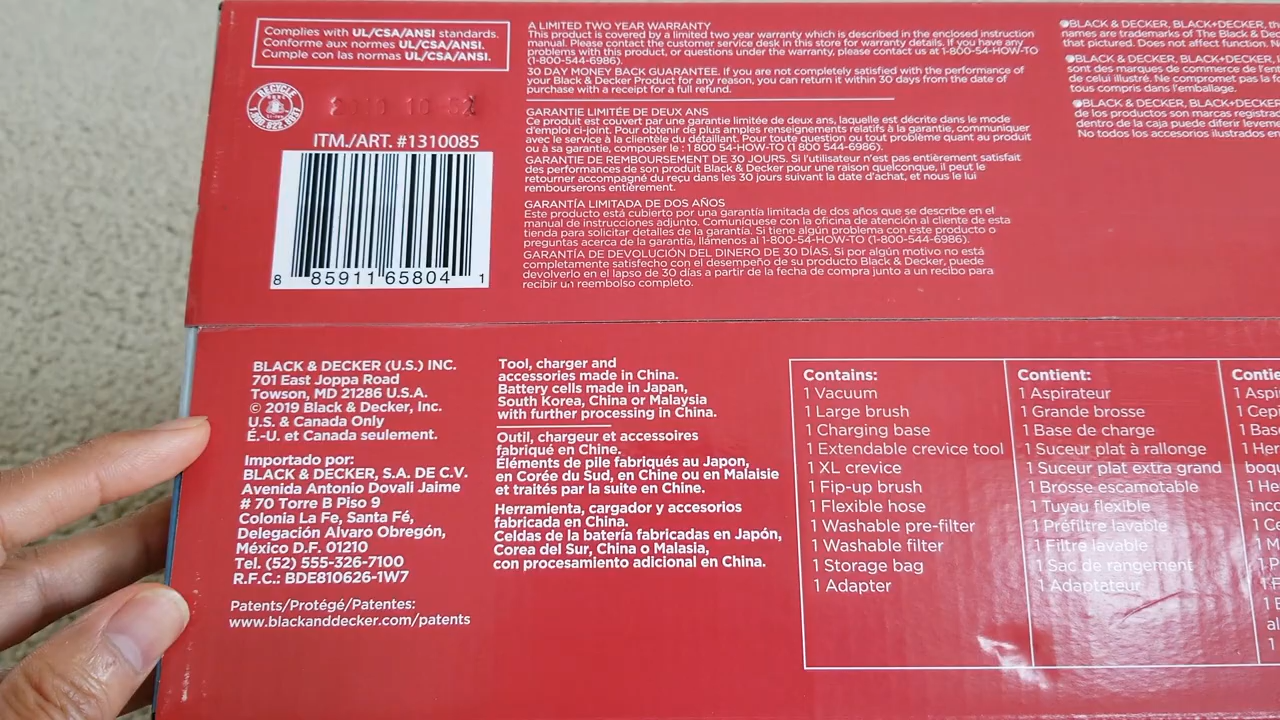 Complies with UL/CSA/ANSI standards.
Conforme aux normes UL/CSA/ANSI.
Cumple con las normas UL/CSA/ANSI.
RECYCLE
ITM./ART. #1310085
8 85911 65804 1
A LIMITED TWO YEAR WARRANTY
This product is covered by a limited two year warranty which is described in the enclosed instruction
manual. Please contact the customer service desk in this store for warranty details. If you have any
problems with this product, or questions under the warranty, please contact us at 1-800-54-HOW-TO
(1-800-544-6986).
30 DAY MONEY BACK GUARANTEE. If you are not completely satisfied with the performance of
your Black & Decker Product for any reason, you can return it within 30 days from the date of
purchase with a receipt for a full refund.
GARANTIE LIMITÉE DE DEUX ANS
Ce produit est couvert par une garantie limitée de deux ans, laquelle est décrite dans le mode
d'emploi ci-joint. Pour obtenir de plus amples renseignements relatifs à la garantie, communiquer
avec le service à la clientèle du détaillant. Pour toute question ou tout problème quant au produit
ou à sa garantie, composer le : 1 800 54-HOW-TO (1 800 544-6986).
GARANTIE DE REMBOURSEMENT DE 30 JOURS. Si l'utilisateur n'est pas entièrement satisfait
des performances de son produit Black & Decker pour une raison quelconque, il peut le
retourner accompagné du reçu dans les 30 jours suivant la date d'achat, et nous le lui
rembourserons entièrement.
GARANTÍA LIMITADA DE DOS AÑOS
Este producto está cubierto por una garantía limitada de dos años que se describe en el
manual de instrucciones adjunto. Comuníquese con la oficina de atención al cliente de esta
tienda para solicitar detalles de la garantía. Si tiene algún problema con este producto o
preguntas acerca de la garantía, llámenos al 1-800-54-HOW-TO (1-800-544-6986).
GARANTÍA DE DEVOLUCIÓN DEL DINERO DE 30 DÍAS. Si por algún motivo no está
completamente satisfecho con el desempeño de su producto Black & Decker, puede
devolverlo en el lapso de 30 días a partir de la fecha de compra junto a un recibo para
recibir un reembolso completo.
BLACK & DECKER, BLACK+DECKER, th
names are trademarks of The Black & De
that pictured. Does not affect function. N
BLACK & DECKER, BLACK+DECKER,
sont des marques de commerce de l'ent
de celui illustré. Ne compromet pas la fo
tous compris dans l'emballage.
BLACK & DECKER, BLACK+DECKER
de los productos son marcas registra
dentro de la caja puede diferir leveme
No todos los accesorios ilustrados e
BLACK & DECKER (U.S.) INC.
701 East Joppa Road
Towson, MD 21286 U.S.A.
© 2019 Black & Decker, Inc.
U.S. & Canada Only
É.-U. et Canada seulement.
Importado por:
BLACK & DECKER, S.A. DE C.V.
Avenida Antonio Dovali Jaime
# 70 Torre B Piso 9
Colonia La Fe, Santa Fé,
Delegación Alvaro Obregón,
México D.F. 01210
Tel. (52) 555-326-7100
R.F.C.: BDE810626-1W7
Patents/Protégé/Patentes:
www.blackanddecker.com/patents
Tool, charger and
accessories made in China.
Battery cells made in Japan,
South Korea, China or Malaysia
with further processing in China.
Outil, chargeur et accessoires
fabriqué en Chine.
Éléments de pile fabriqués au Japon,
en Corée du Sud, en Chine ou en Malaisie
et traités par la suite en Chine.
Herramienta, cargador y accesorios
fabricada en China.
Celdas de la batería fabricadas en Japón,
Corea del Sur, China o Malasia,
con procesamiento adicional en China.
Contains:
1 Vacuum
1 Large brush
1 Charging base
1 Extendable crevice tool
1 XL crevice
1 Fip-up brush
1 Flexible hose
1 Washable pre-filter
1 Washable filter
1 Storage bag
1 Adapter
Contient:
1 Aspirateur
1 Grande brosse
1 Base de charge
1 Suceur plat à rallonge
1 Suceur plat extra grand
1 Brosse escamotable
1 Tuyau flexible
1 Préfiltre lavable
1 Filtre lavable
1 Sac de rangement
1 Adaptateur
Contie
1 Aspi
1 Cep
1 Bas
1 Her
boqu
1 He
inco
1 Co
1 M
1 P
1 F
1
al
1